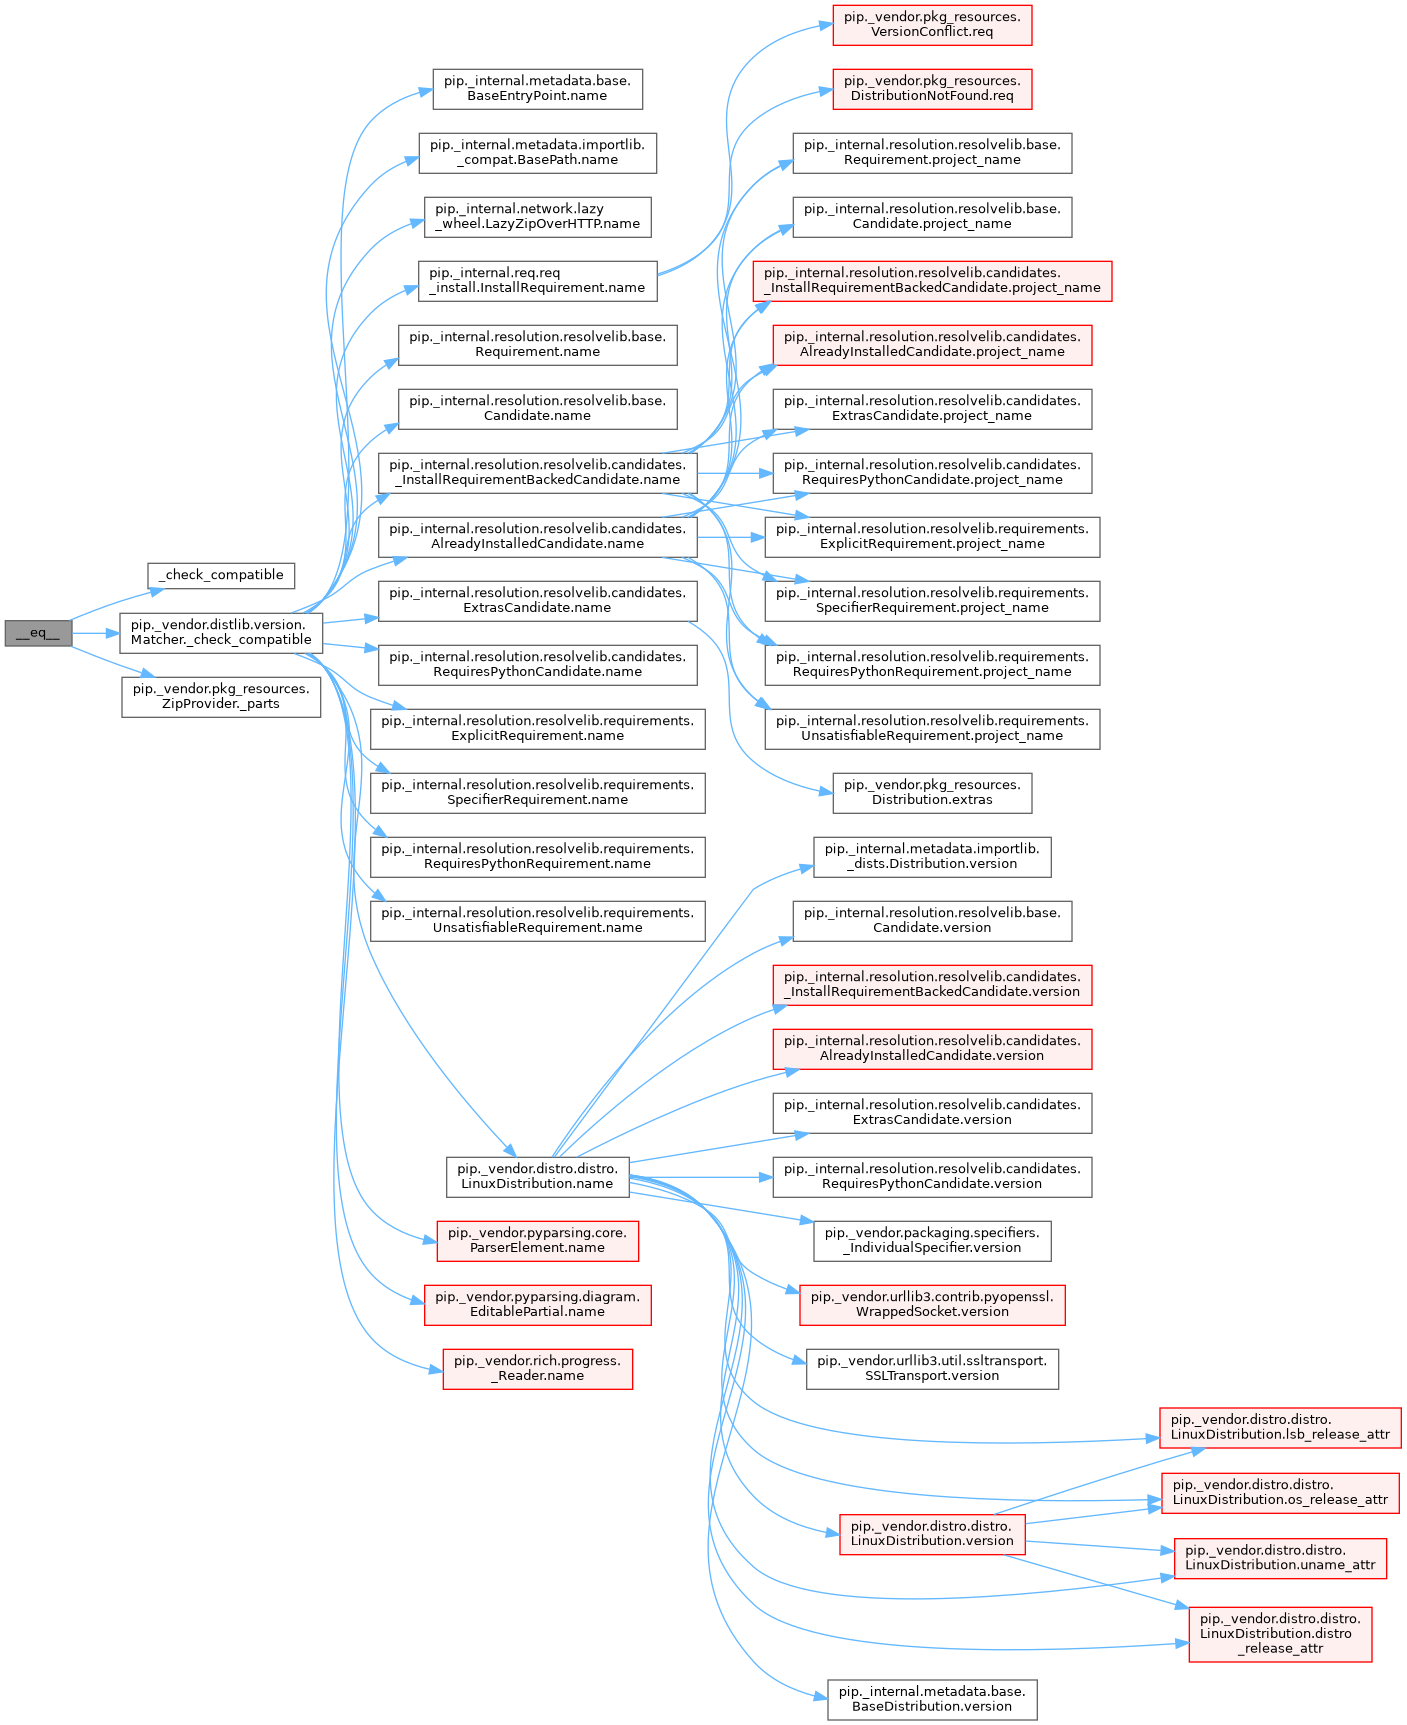 __eq__
_check_compatible
pip._vendor.distlib.version.
Matcher._check_compatible
pip._vendor.pkg_resources.
ZipProvider._parts
pip._internal.metadata.base.
BaseEntryPoint.name
pip._internal.metadata.importlib.
_compat.BasePath.name
pip._internal.network.lazy
_wheel.LazyZipOverHTTP.name
pip._internal.req.req
_install.InstallRequirement.name
pip._internal.resolution.resolvelib.base.
Requirement.name
pip._internal.resolution.resolvelib.base.
Candidate.name
pip._internal.resolution.resolvelib.candidates.
_InstallRequirementBackedCandidate.name
pip._internal.resolution.resolvelib.candidates.
AlreadyInstalledCandidate.name
pip._internal.resolution.resolvelib.candidates.
ExtrasCandidate.name
pip._internal.resolution.resolvelib.candidates.
RequiresPythonCandidate.name
pip._internal.resolution.resolvelib.requirements.
ExplicitRequirement.name
pip._internal.resolution.resolvelib.requirements.
SpecifierRequirement.name
pip._internal.resolution.resolvelib.requirements.
RequiresPythonRequirement.name
pip._internal.resolution.resolvelib.requirements.
UnsatisfiableRequirement.name
pip._vendor.distro.distro.
LinuxDistribution.name
pip._vendor.pyparsing.core.
ParserElement.name
pip._vendor.pyparsing.diagram.
EditablePartial.name
pip._vendor.rich.progress.
_Reader.name
pip._vendor.pkg_resources.
VersionConflict.req
pip._vendor.pkg_resources.
DistributionNotFound.req
pip._internal.resolution.resolvelib.base.
Requirement.project_name
pip._internal.resolution.resolvelib.base.
Candidate.project_name
pip._internal.resolution.resolvelib.candidates.
_InstallRequirementBackedCandidate.project_name
pip._internal.resolution.resolvelib.candidates.
AlreadyInstalledCandidate.project_name
pip._internal.resolution.resolvelib.candidates.
ExtrasCandidate.project_name
pip._internal.resolution.resolvelib.candidates.
RequiresPythonCandidate.project_name
pip._internal.resolution.resolvelib.requirements.
ExplicitRequirement.project_name
pip._internal.resolution.resolvelib.requirements.
SpecifierRequirement.project_name
pip._internal.resolution.resolvelib.requirements.
RequiresPythonRequirement.project_name
pip._internal.resolution.resolvelib.requirements.
UnsatisfiableRequirement.project_name
pip._vendor.pkg_resources.
Distribution.extras
pip._internal.metadata.importlib.
_dists.Distribution.version
pip._internal.resolution.resolvelib.base.
Candidate.version
pip._internal.resolution.resolvelib.candidates.
_InstallRequirementBackedCandidate.version
pip._internal.resolution.resolvelib.candidates.
AlreadyInstalledCandidate.version
pip._internal.resolution.resolvelib.candidates.
ExtrasCandidate.version
pip._internal.resolution.resolvelib.candidates.
RequiresPythonCandidate.version
pip._vendor.packaging.specifiers.
_IndividualSpecifier.version
pip._vendor.urllib3.contrib.pyopenssl.
WrappedSocket.version
pip._vendor.urllib3.util.ssltransport.
SSLTransport.version
pip._vendor.distro.distro.
LinuxDistribution.version
pip._internal.metadata.base.
BaseDistribution.version
pip._vendor.distro.distro.
LinuxDistribution.lsb_release_attr
pip._vendor.distro.distro.
LinuxDistribution.os_release_attr
pip._vendor.distro.distro.
LinuxDistribution.uname_attr
pip._vendor.distro.distro.
LinuxDistribution.distro
_release_attr